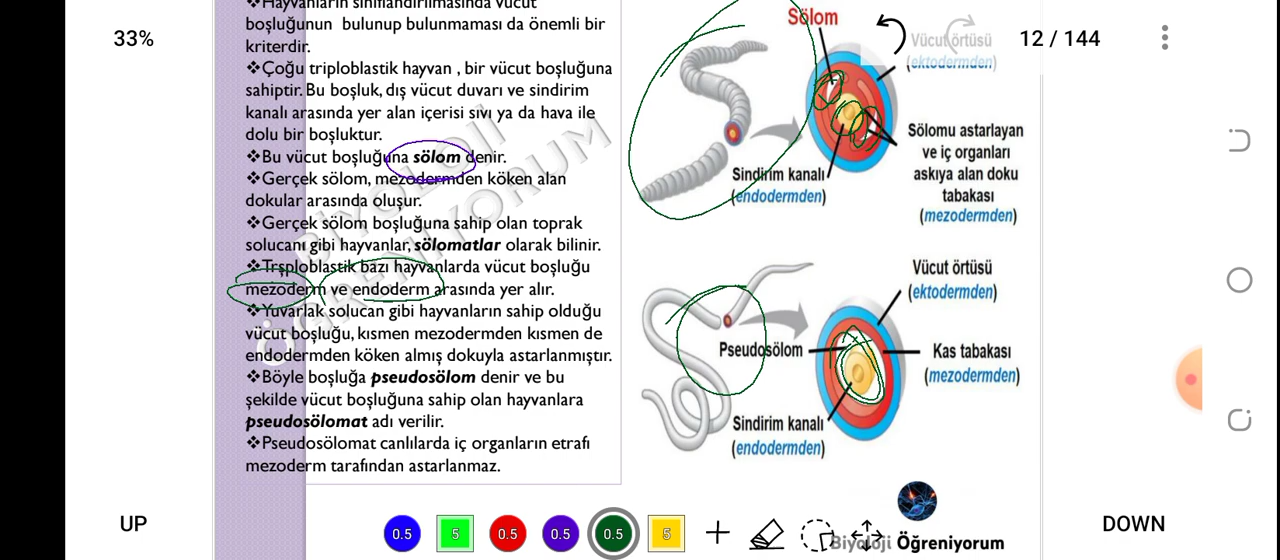 33%
12 / 144
❖Hayvanların sınıflandırılmasında vücut
boşluğunun bulunup bulunmaması da önemli bir
kriterdir.
❖Çoğu triploblastik hayvan , bir vücut boşluğuna
sahiptir. Bu boşluk, dış vücut duvarı ve sindirim
kanalı arasında yer alan içerisi sıvı ya da hava ile
dolu bir boşluktur.
❖Bu vücut boşluğuna sölom denir.
❖Gerçek sölom, mezodermden köken alan
dokular arasında oluşur.
❖Gerçek sölom boşluğuna sahip olan toprak
solucanı gibi hayvanlar, sölomatlar olarak bilinir.
❖Trsploblastik bazı hayvanlarda vücut boşluğu
mezoderm ve endoderm arasında yer alır.
❖Yuvarlak solucan gibi hayvanların sahip olduğu
vücut boşluğu, kısmen mezodermden kısmen de
endodermden köken almış dokuyla astarlanmıştır.
❖Böyle boşluğa pseudosölom denir ve bu
şekilde vücut boşluğuna sahip olan hayvanlara
pseudosölomat adı verilir.
❖Pseudosölomat canlılarda iç organların etrafı
mezoderm tarafından astarlanmaz.
BİYOLOJİ
ÖĞRENİYORUM
Sölom
Vücut örtüsü
(ektodermden)
Sindirim kanalı
(endodermden)
Sölomu astarlayan
ve iç organları
askıya alan doku
tabakası
(mezodermden)
Vücut örtüsü
(ektodermden)
Pseudosölom
Kas tabakası
(mezodermden)
Sindirim kanalı
(endodermden)
UP
0.5
5
0.5
0.5
0.5
5
Biyoloji Öğreniyorum
DOWN